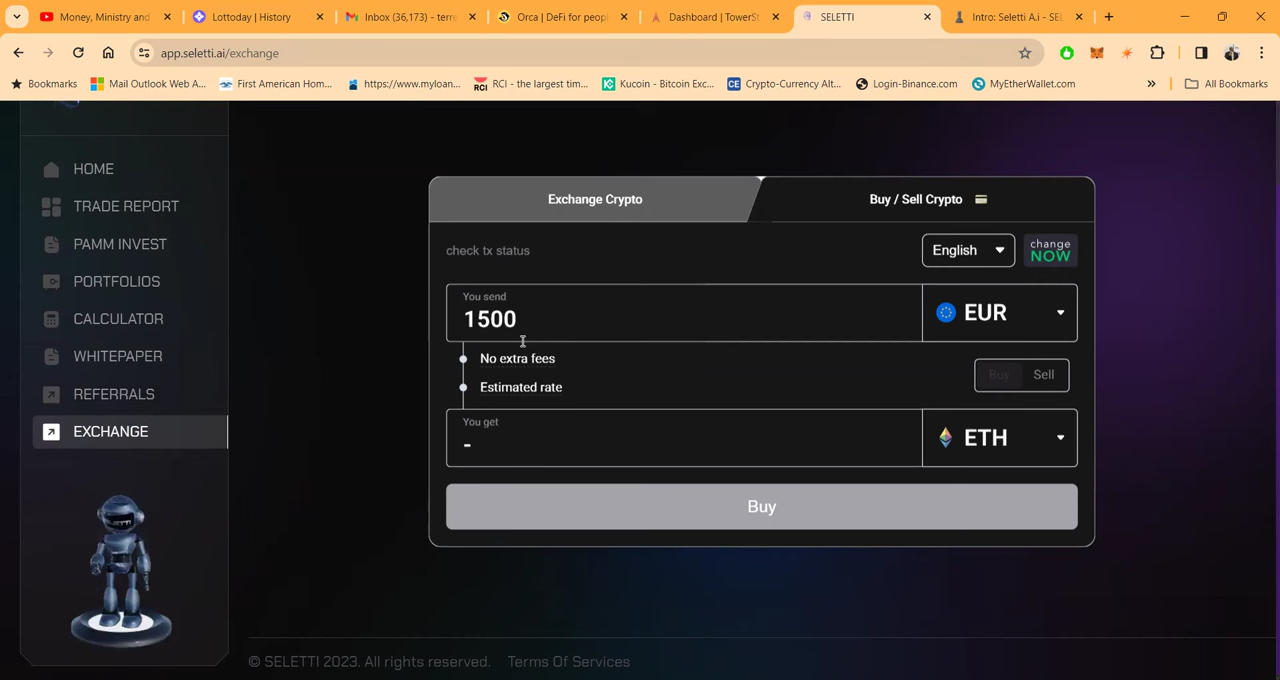 Money, Ministry and
Lottoday | History
Inbox (36,173) - terre
Orca | DeFi for peopl
Dashboard | TowerSt
SELETTI
Intro: Seletti A.i - SEL
app.seletti.ai/exchange
Bookmarks
Mail Outlook Web A...
First American Hom...
https://www.myloan...
RCI
RCI - the largest tim...
Kucoin - Bitcoin Exc...
CE
Crypto-Currency Alt...
Login-Binance.com
MyEtherWallet.com
»
All Bookmarks
HOME
TRADE REPORT
PAMM INVEST
PORTFOLIOS
CALCULATOR
WHITEPAPER
REFERRALS
EXCHANGE
Exchange Crypto
Buy / Sell Crypto
check tx status
English
change
NOW
You send
1500
EUR
No extra fees
Estimated rate
Buy
Sell
You get
-
ETH
Buy
© SELETTI 2023. All rights reserved. Terms Of Services